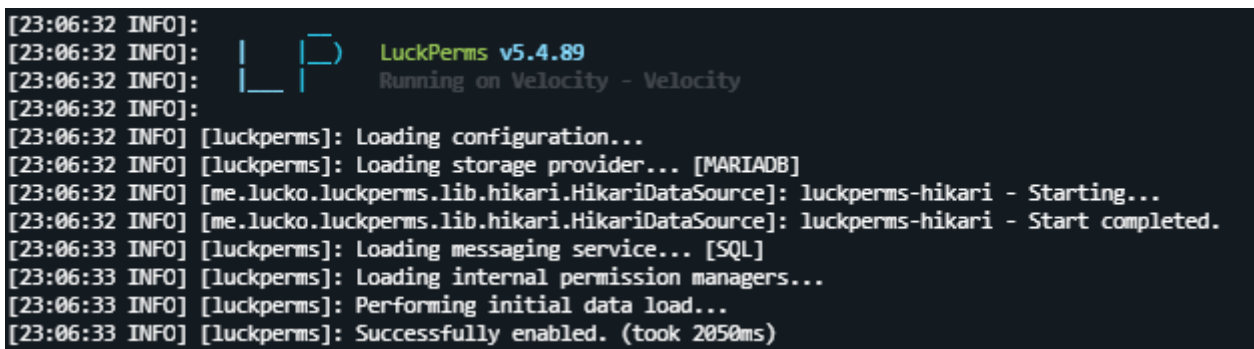 [23:06:32 INFO]:
[23:06:32 INFO]: LuckPerms v5.4.89
[23:06:32 INFO]: Running on Velocity - Velocity
[23:06:32 INFO]:
[23:06:32 INFO] [luckperms]: Loading configuration...
[23:06:32 INFO] [luckperms]: Loading storage provider... [MARIADB]
[23:06:32 INFO] [me.lucko.luckperms.lib.hikari.HikariDataSource]: luckperms-hikari - Starting...
[23:06:32 INFO] [me.lucko.luckperms.lib.hikari.HikariDataSource]: luckperms-hikari - Start completed.
[23:06:33 INFO] [luckperms]: Loading messaging service... [SQL]
[23:06:33 INFO] [luckperms]: Loading internal permission managers...
[23:06:33 INFO] [luckperms]: Performing initial data load...
[23:06:33 INFO] [luckperms]: Successfully enabled. (took 2050ms)